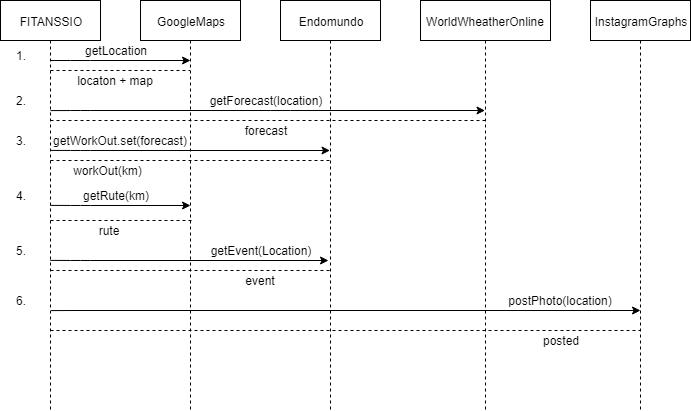 FITANSSIO GoogleMaps Endomundo WorldWheatherOnline InstagramGraphs
1. getLocation
locaton + map
2. getForecast(location)
forecast
3. getWorkOut.set(forecast)
workOut(km)
4. getRute(km)
rute
5. getEvent(Location)
event
6. postPhoto(location)
posted